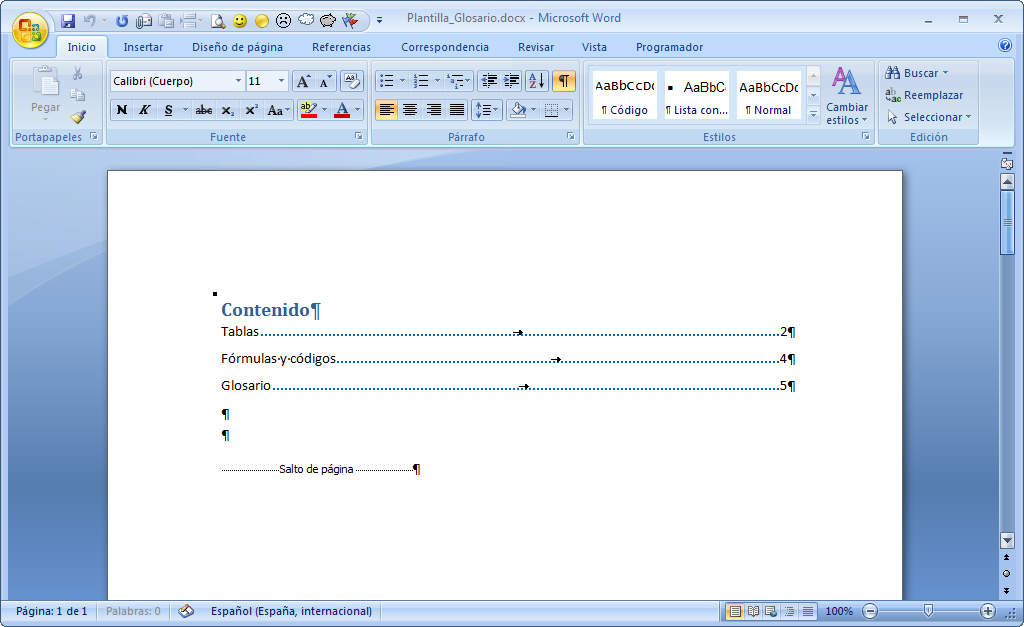 Plantilla_Glosario.docx - Microsoft Word
Inicio Insertar Diseño de página Referencias Correspondencia Revisar Vista Programador
Pegar
Portapapeles
Calibri (Cuerpo) 11
N K S abc x₂ x² Aa
Fuente
Párrafo
AaBbCcDc AaBbC AaBbCcDc
¶ Código ¶ Lista con... ¶ Normal
Cambiar
estilos
Estilos
Buscar
Reemplazar
Seleccionar
Edición
Contenido¶
Tablas 2¶
Fórmulas·y·códigos 4¶
Glosario 5¶
¶
¶
Salto de página ¶
Página: 1 de 1 Palabras: 0 Español (España, internacional) 100%